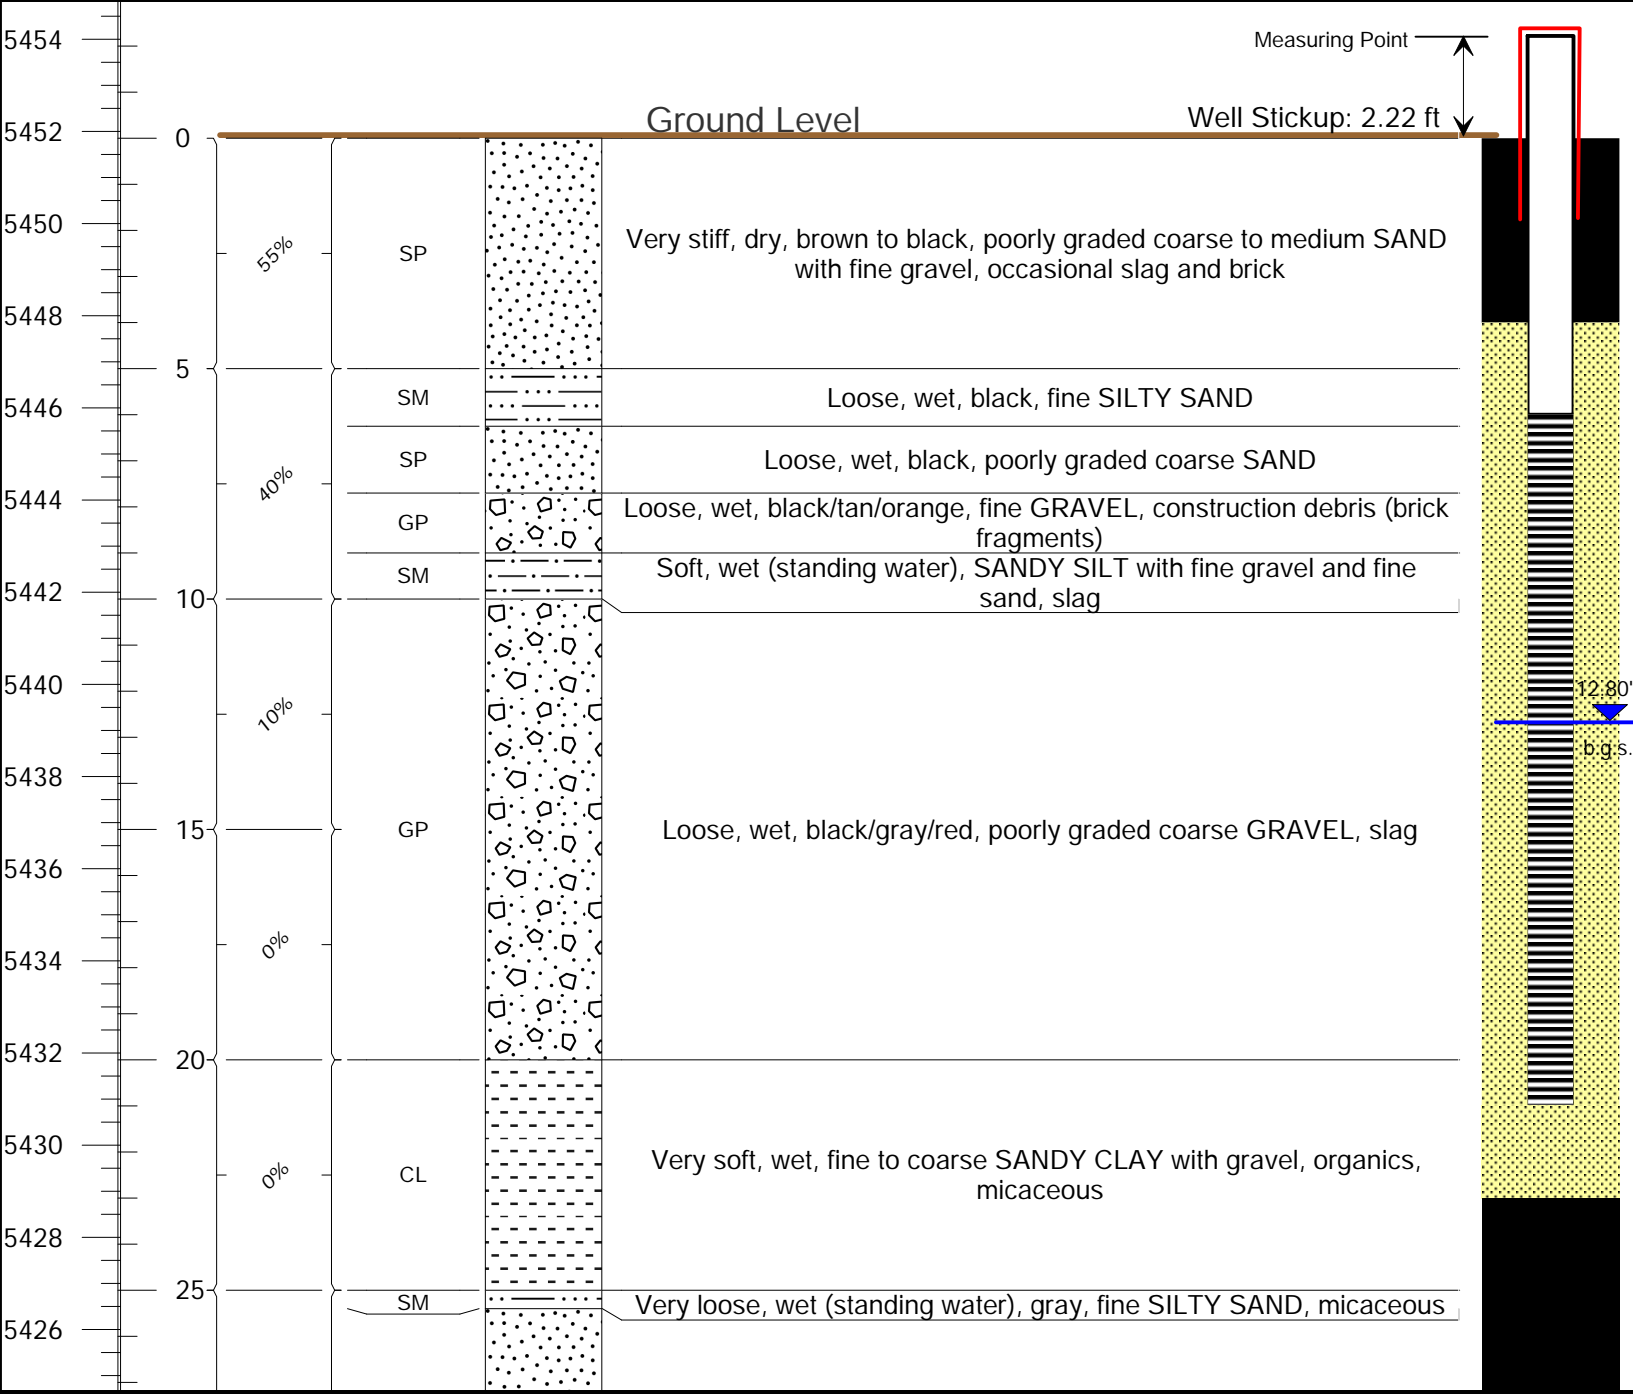 5454
Measuring Point
Ground Level
Well Stickup: 2.22 ft
5452
0
5450
55%
SP
Very stiff, dry, brown to black, poorly graded coarse to medium SAND
with fine gravel, occasional slag and brick
5448
5
5446
SM
Loose, wet, black, fine SILTY SAND
40%
SP
Loose, wet, black, poorly graded coarse SAND
5444
GP
Loose, wet, black/tan/orange, fine GRAVEL, construction debris (brick
fragments)
5442
SM
Soft, wet (standing water), SANDY SILT with fine gravel and fine
sand, slag
10
5440
12.80'
10%
b.g.s.
5438
15
GP
Loose, wet, black/gray/red, poorly graded coarse GRAVEL, slag
5436
0%
5434
5432
20
5430
0%
CL
Very soft, wet, fine to coarse SANDY CLAY with gravel, organics,
micaceous
5428
25
SM
Very loose, wet (standing water), gray, fine SILTY SAND, micaceous
5426